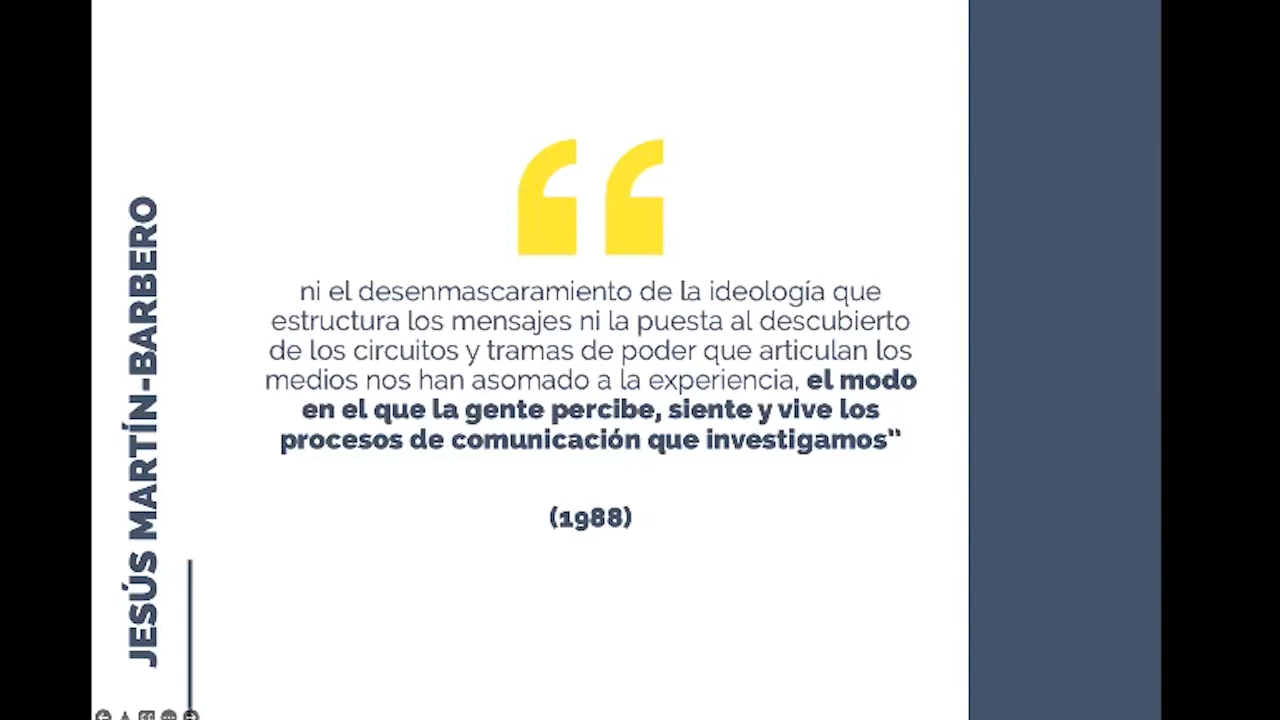 JESÚS MARTÍN-BARBERO
“
ni el desenmascaramiento de la ideología que
estructura los mensajes ni la puesta al descubierto
de los circuitos y tramas de poder que articulan los
medios nos han asomado a la experiencia, el modo
en el que la gente percibe, siente y vive los
procesos de comunicación que investigamos“
(1988)